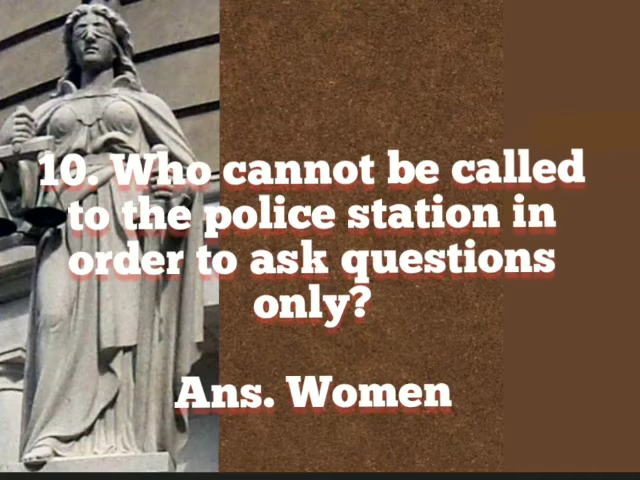 10. Who cannot be called
to the police station in
order to ask questions
only?
Ans. Women